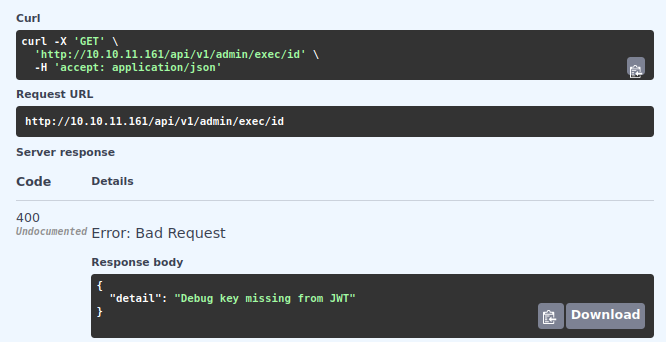 Curl
curl -X 'GET' \
'http://10.10.11.161/api/v1/admin/exec/id' \
-H 'accept: application/json'
Request URL
http://10.10.11.161/api/v1/admin/exec/id
Server response
Code Details
400
Undocumented Error: Bad Request
Response body
{
"detail": "Debug key missing from JWT"
}
Download